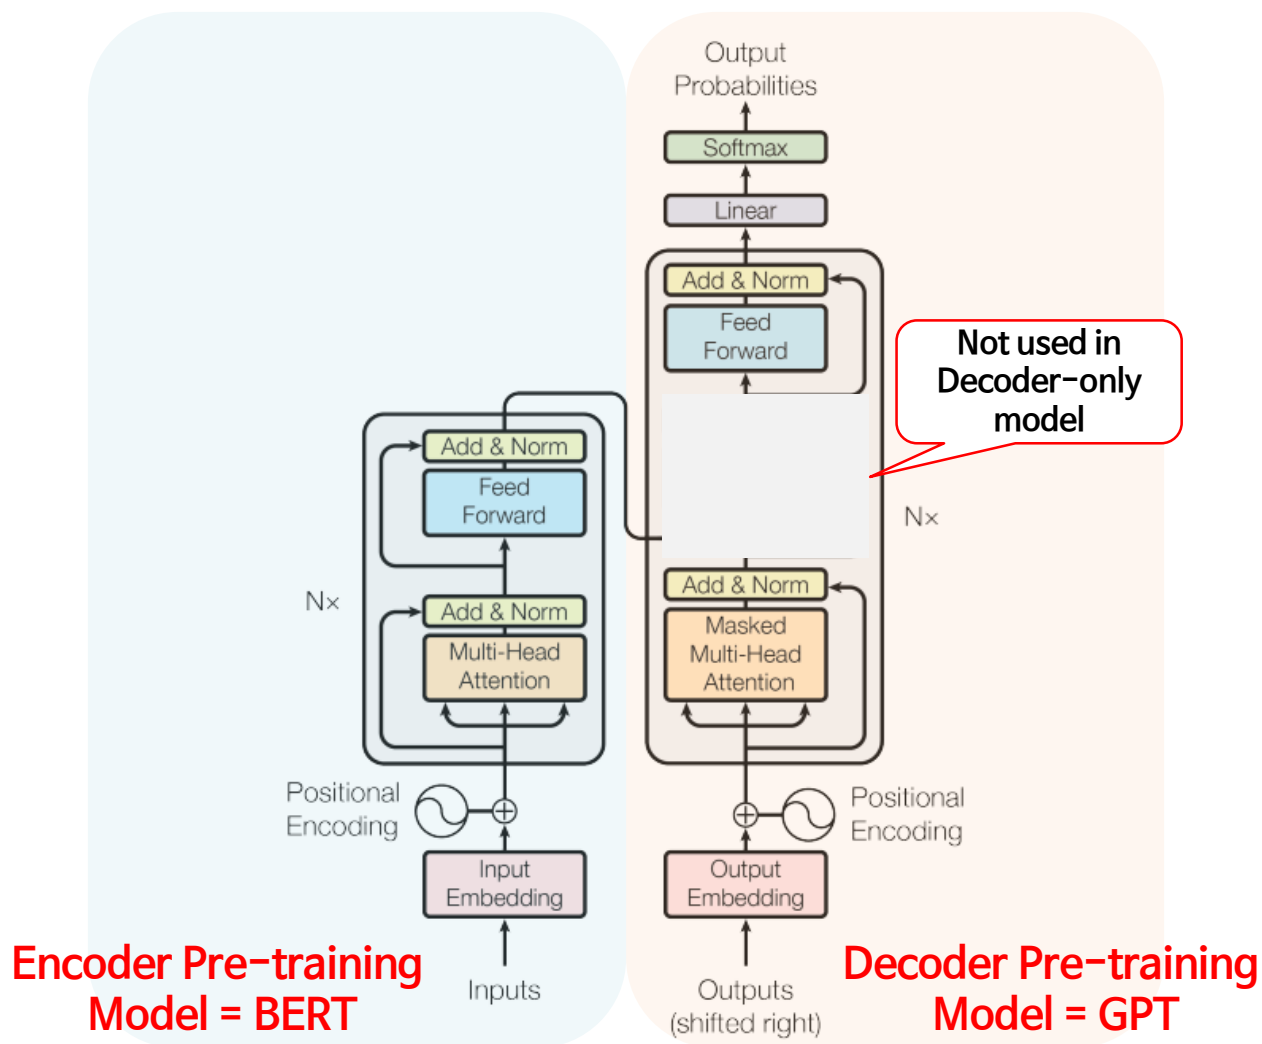 Output
Probabilities
Softmax
Linear
Add & Norm
Feed
Forward
Not used in
Decoder-only
model
Add & Norm
Feed
Forward
N×
N×
Add & Norm
Multi-Head
Attention
Add & Norm
Masked
Multi-Head
Attention
Positional
Encoding
Positional
Encoding
Input
Embedding
Output
Embedding
Inputs
Outputs
(shifted right)
Encoder Pre-training
Model = BERT
Decoder Pre-training
Model = GPT